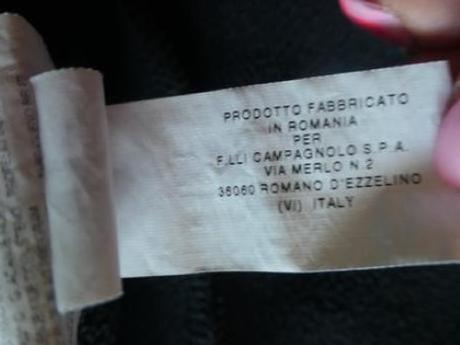 PRODOTTO FABBRICATO
IN ROMANIA
PER
F.LLI CAMPAGNOLO S.P.A.
VIA MERLO N.2
36060 ROMANO D'EZZELINO
(VI) ITALY